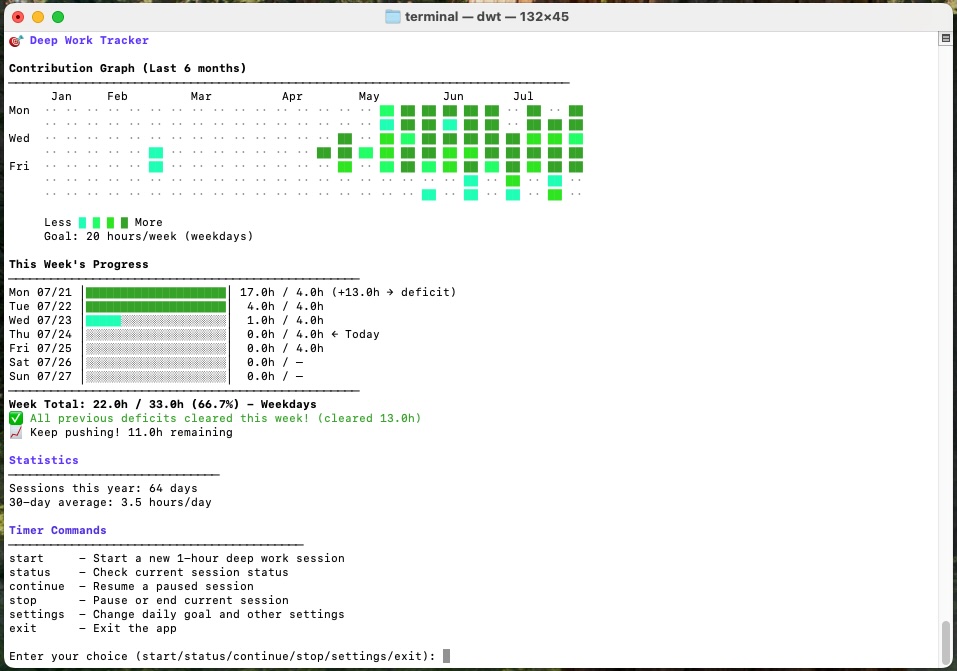 terminal — dwt — 132×45
🎯 Deep Work Tracker
Contribution Graph (Last 6 months)
Jan Feb Mar Apr May Jun Jul
Mon
Wed
Fri
Less More
Goal: 20 hours/week (weekdays)
This Week's Progress
Mon 07/21 17.0h / 4.0h (+13.0h → deficit)
Tue 07/22 4.0h / 4.0h
Wed 07/23 1.0h / 4.0h
Thu 07/24 0.0h / 4.0h ← Today
Fri 07/25 0.0h / 4.0h
Sat 07/26 0.0h / —
Sun 07/27 0.0h / —
Week Total: 22.0h / 33.0h (66.7%) - Weekdays
✅ All previous deficits cleared this week! (cleared 13.0h)
📈 Keep pushing! 11.0h remaining
Statistics
Sessions this year: 64 days
30-day average: 3.5 hours/day
Timer Commands
start - Start a new 1-hour deep work session
status - Check current session status
continue - Resume a paused session
stop - Pause or end current session
settings - Change daily goal and other settings
exit - Exit the app
Enter your choice (start/status/continue/stop/settings/exit):